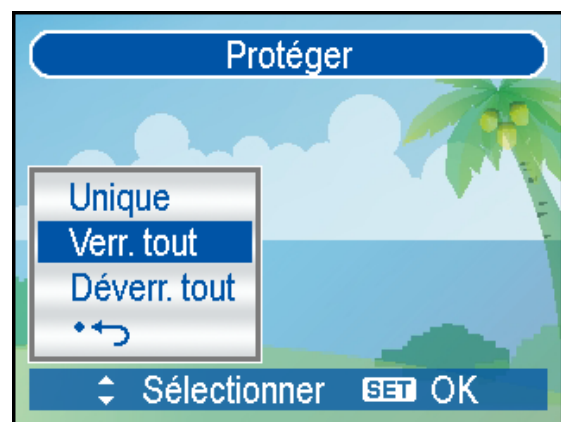 Protéger
Unique
Verr. tout
Déverr. tout
Sélectionner SET OK